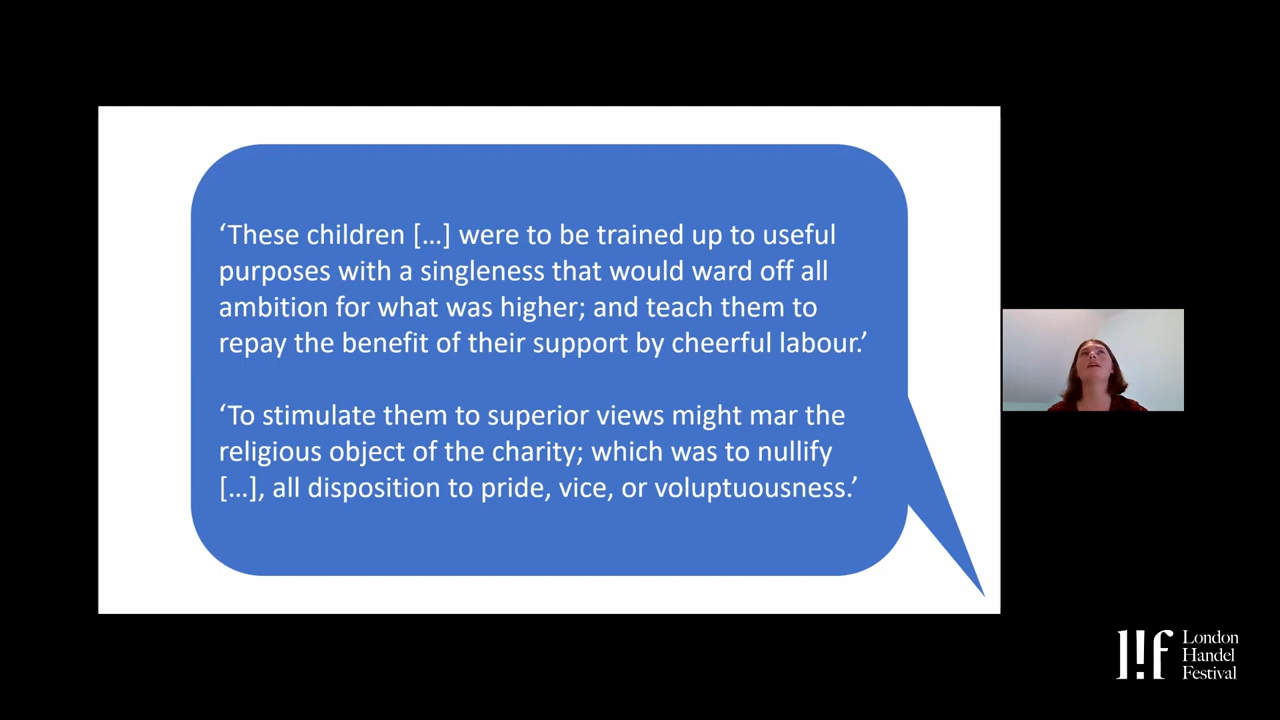 ‘These children […] were to be trained up to useful
purposes with a singleness that would ward off all
ambition for what was higher; and teach them to
repay the benefit of their support by cheerful labour.’
‘To stimulate them to superior views might mar the
religious object of the charity; which was to nullify
[…], all disposition to pride, vice, or voluptuousness.’
l!f
London
Handel
Festival